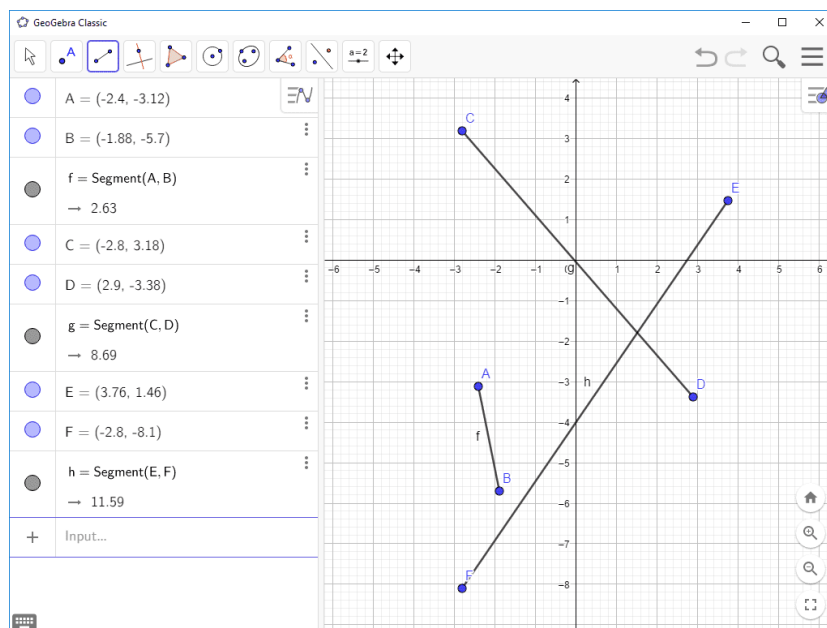 GeoGebra Classic
A
a=2
A = (-2.4, -3.12)
B = (-1.88, -5.7)
f = Segment(A, B)
→ 2.63
C = (-2.8, 3.18)
D = (2.9, -3.38)
g = Segment(C, D)
→ 8.69
E = (3.76, 1.46)
F = (-2.8, -8.1)
h = Segment(E, F)
→ 11.59
+ Input...
4
C
3
2
E
1
−6 −5 −4 −3 −2 −1 0 g 1 2 3 4 5 6
−1
−2
A
−3
h
D
−4
f
−5
B
−6
−7
F
−8